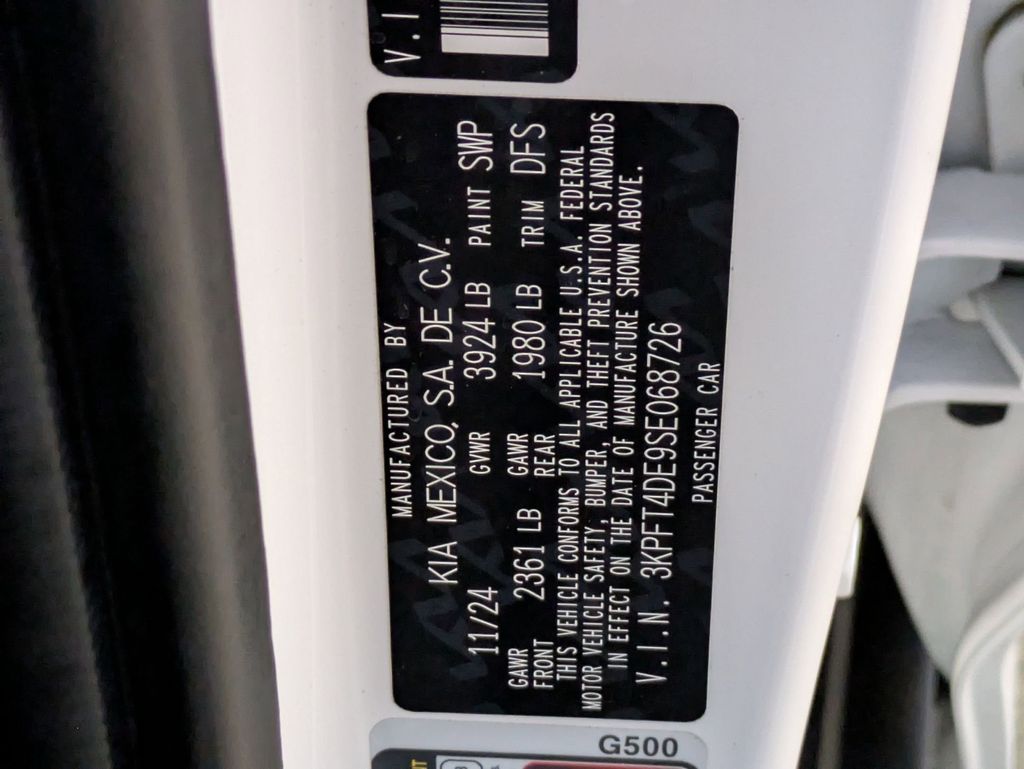 V.I
MANUFACTURED BY
KIA MEXICO, S.A. DE C.V.
11/24 GVWR 3924 LB PAINT SWP
GAWR FRONT 2361 LB GAWR REAR 1980 LB TRIM DFS
THIS VEHICLE CONFORMS TO ALL APPLICABLE U.S.A. FEDERAL
MOTOR VEHICLE SAFETY, BUMPER, AND THEFT PREVENTION STANDARDS
IN EFFECT ON THE DATE OF MANUFACTURE SHOWN ABOVE.
V.I.N. 3KPFT4DE9SE068726
PASSENGER CAR
G500